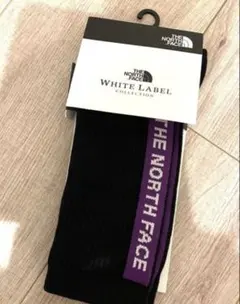 THE
NORTH
FACE
THE
NORTH
FACE
WHITE LABEL
COLLECTION
THE NORTH FACE